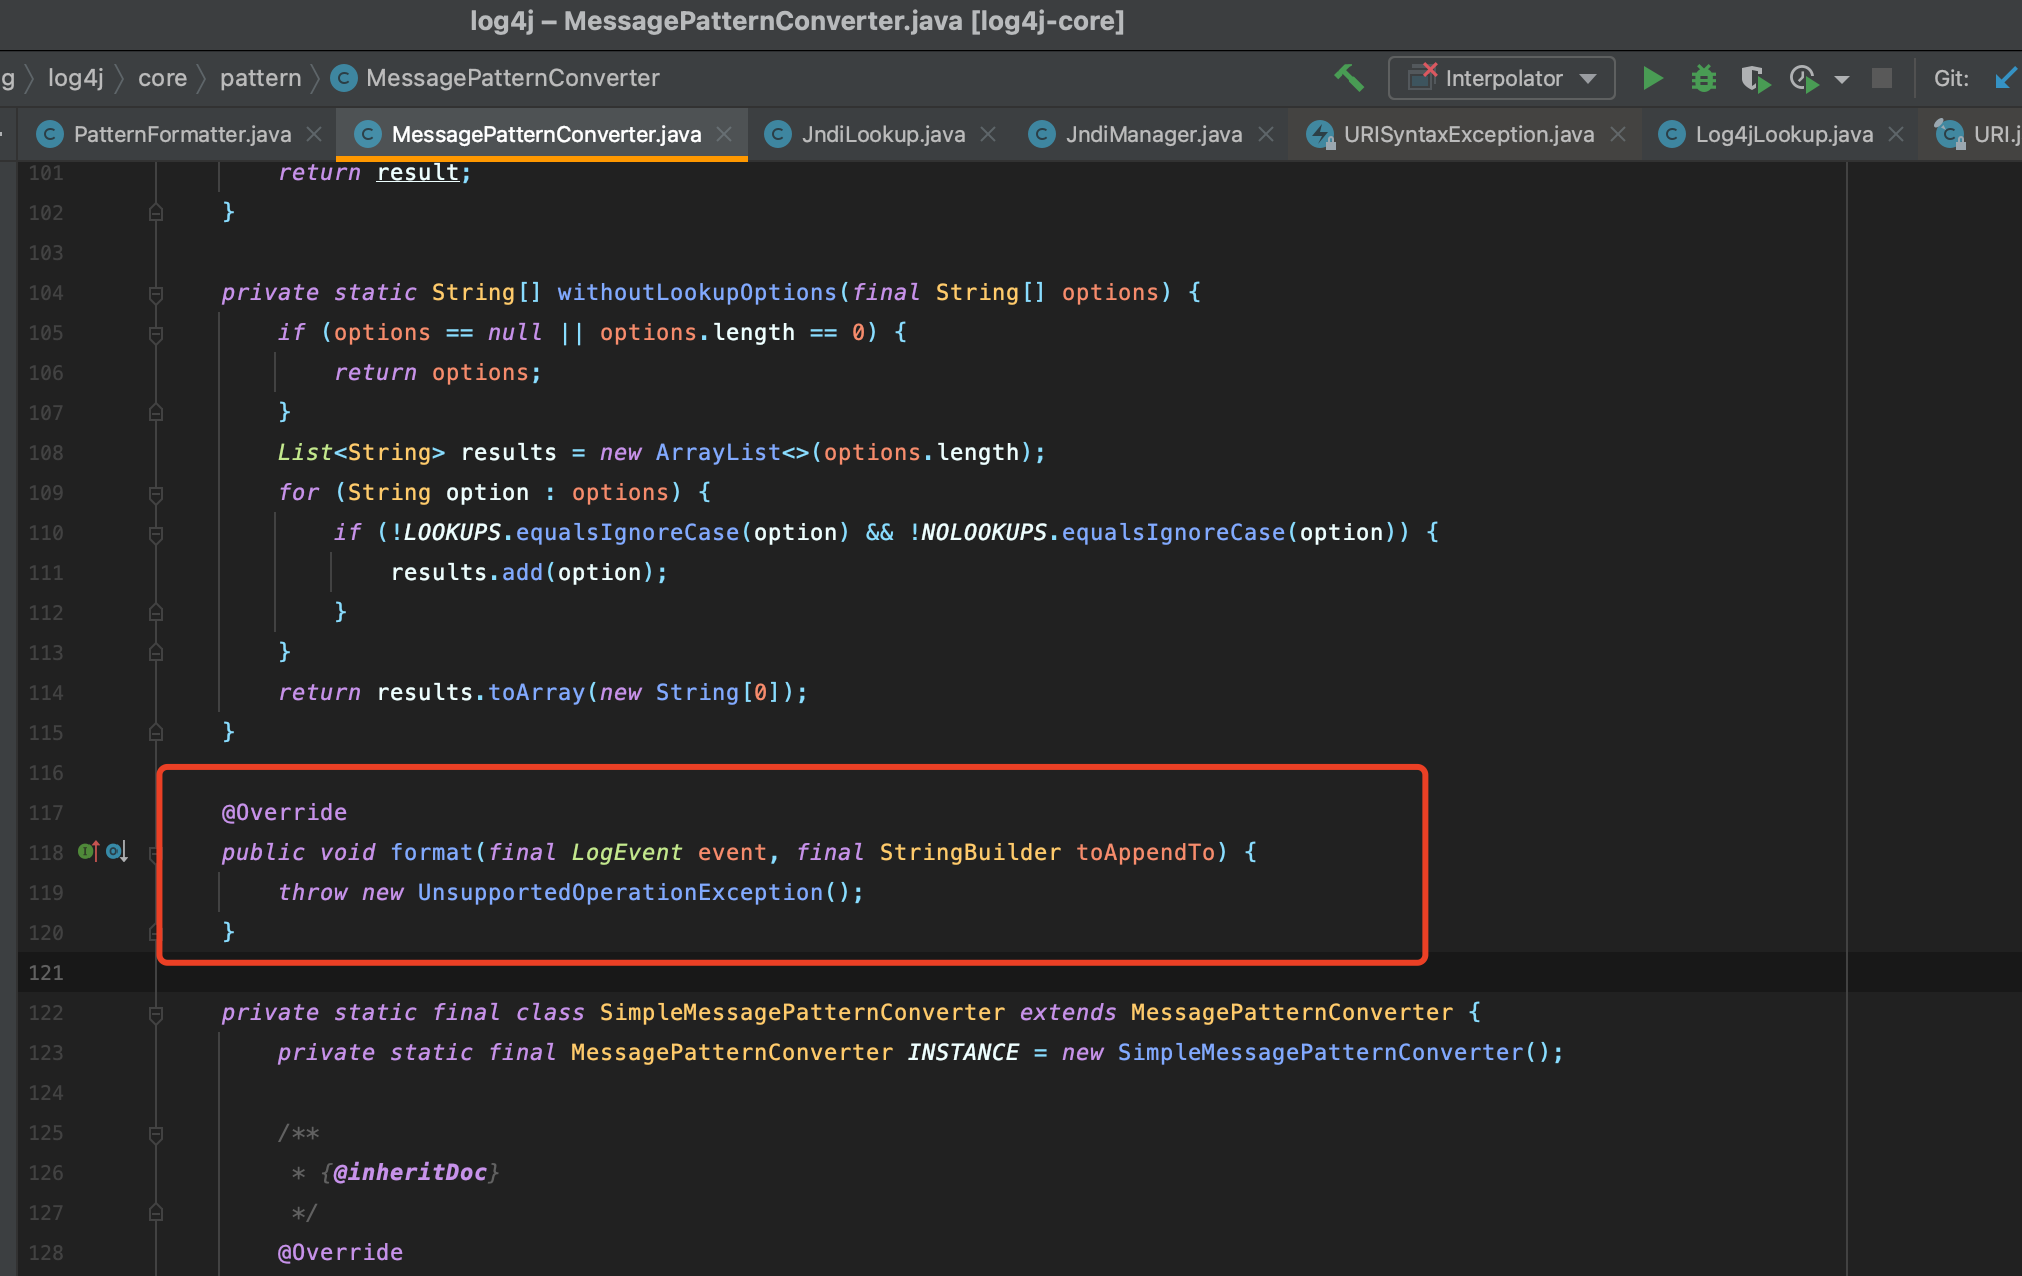 log4j – MessagePatternConverter.java [log4j-core]
g log4j core pattern MessagePatternConverter Interpolator Git:
PatternFormatter.java MessagePatternConverter.java JndiLookup.java JndiManager.java URISyntaxException.java Log4jLookup.java URI.j
101 return result;
102 }
103
104 private static String[] withoutLookupOptions(final String[] options) {
105 if (options == null || options.length == 0) {
106 return options;
107 }
108 List<String> results = new ArrayList<>(options.length);
109 for (String option : options) {
110 if (!LOOKUPS.equalsIgnoreCase(option) && !NOLOOKUPS.equalsIgnoreCase(option)) {
111 results.add(option);
112 }
113 }
114 return results.toArray(new String[0]);
115 }
116
117 @Override
118 public void format(final LogEvent event, final StringBuilder toAppendTo) {
119 throw new UnsupportedOperationException();
120 }
121
122 private static final class SimpleMessagePatternConverter extends MessagePatternConverter {
123 private static final MessagePatternConverter INSTANCE = new SimpleMessagePatternConverter();
124
125 /**
126 * {@inheritDoc}
127 */
128 @Override